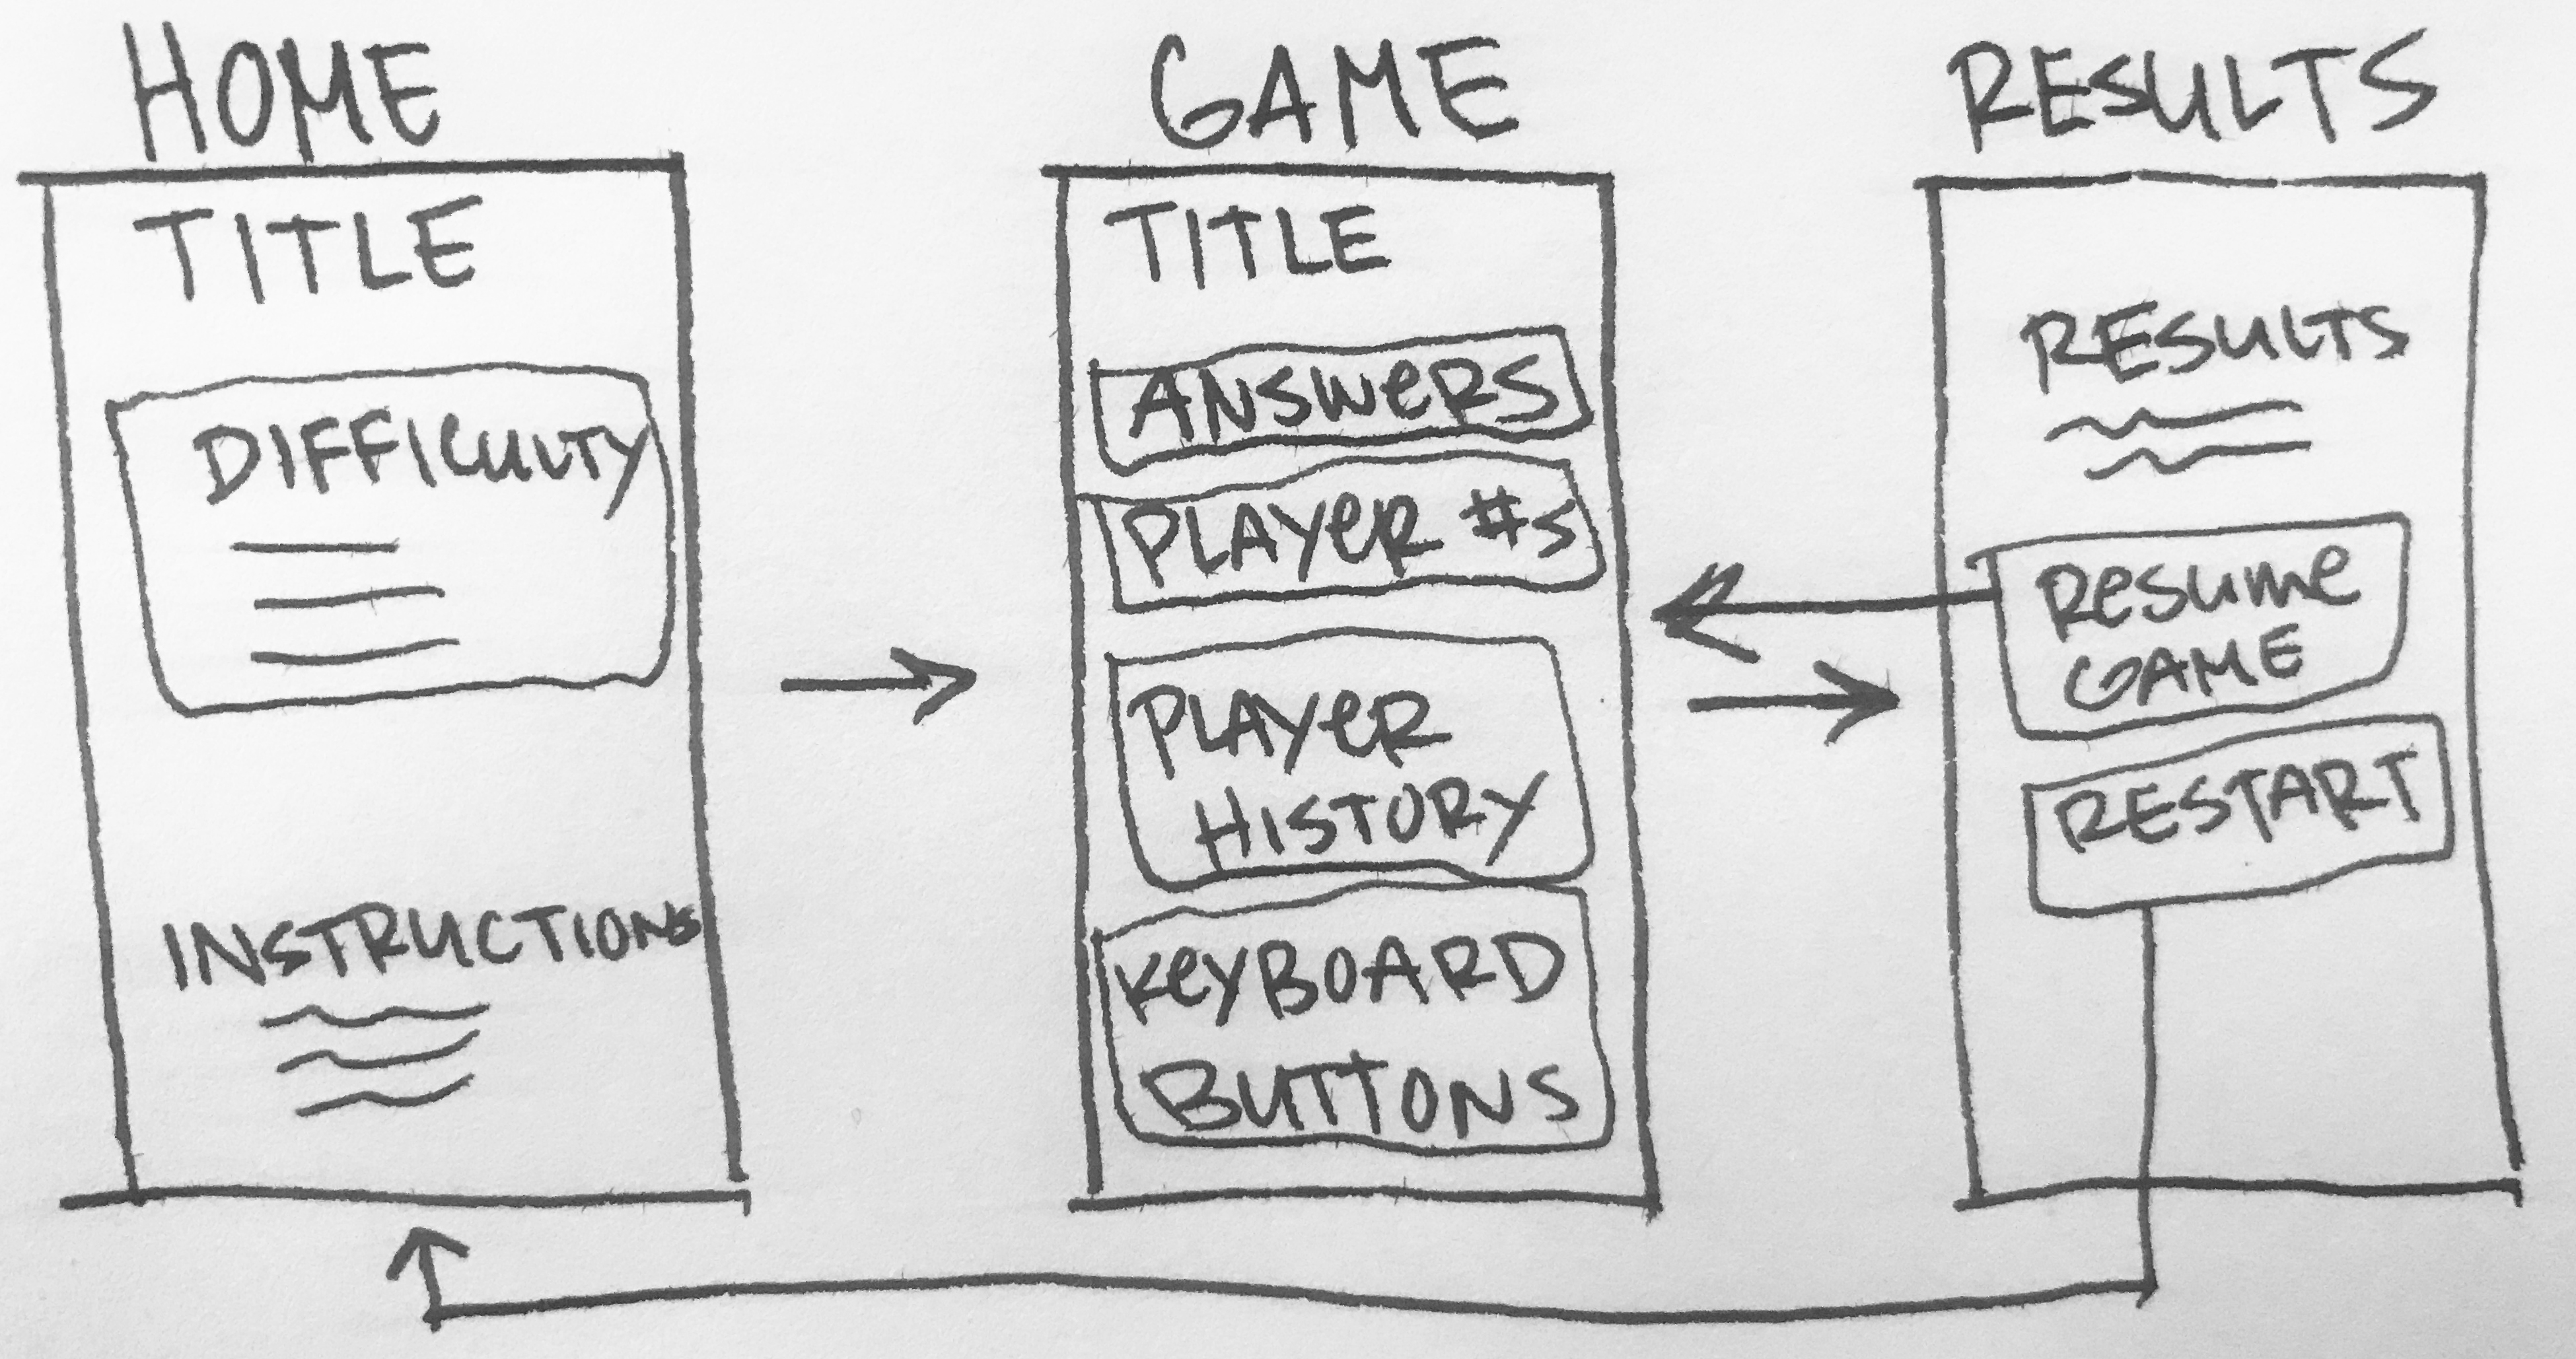 HOME
TITLE
DIFFICULTY
INSTRUCTIONS
GAME
TITLE
ANSWERS
PLAYER #S
PLAYER
HISTORY
KEYBOARD
BUTTONS
RESULTS
RESULTS
RESUME
GAME
RESTART